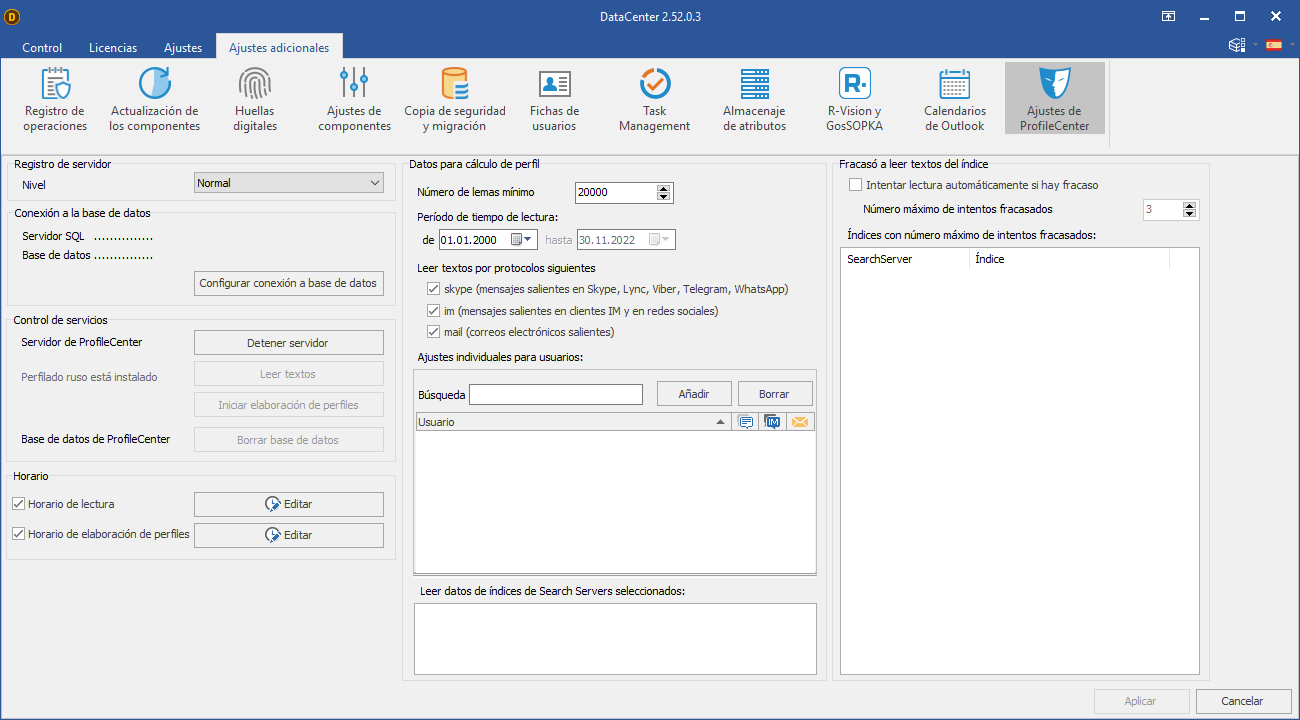 D
DataCenter 2.52.0.3
Control
Licencias
Ajustes
Ajustes adicionales
Registro de
operaciones
Actualización de
los componentes
Huellas
digitales
Ajustes de
componentes
Copia de seguridad
y migración
Fichas de
usuarios
Task
Management
Almacenaje
de atributos
R·
R-Vision y
GosSOPKA
Calendarios
de Outlook
Ajustes de
ProfileCenter
Registro de servidor
Nivel
Normal
Conexión a la base de datos
Servidor SQL ...............
Base de datos ...............
Configurar conexión a base de datos
Control de servicios
Servidor de ProfileCenter
Detener servidor
Perfilado ruso está instalado
Leer textos
Iniciar elaboración de perfiles
Base de datos de ProfileCenter
Borrar base de datos
Horario
Horario de lectura
Editar
Horario de elaboración de perfiles
Editar
Datos para cálculo de perfil
Número de lemas mínimo
20000
Período de tiempo de lectura:
de 01.01.2000 hasta 30.11.2022
Leer textos por protocolos siguientes
skype (mensajes salientes en Skype, Lync, Viber, Telegram, WhatsApp)
im (mensajes salientes en clientes IM y en redes sociales)
mail (correos electrónicos salientes)
Ajustes individuales para usuarios:
Búsqueda
Añadir
Borrar
Usuario
IM
Leer datos de índices de Search Servers seleccionados:
Fracasó a leer textos del índice
Intentar lectura automáticamente si hay fracaso
Número máximo de intentos fracasados
3
Índices con número máximo de intentos fracasados:
SearchServer
Índice
Aplicar
Cancelar